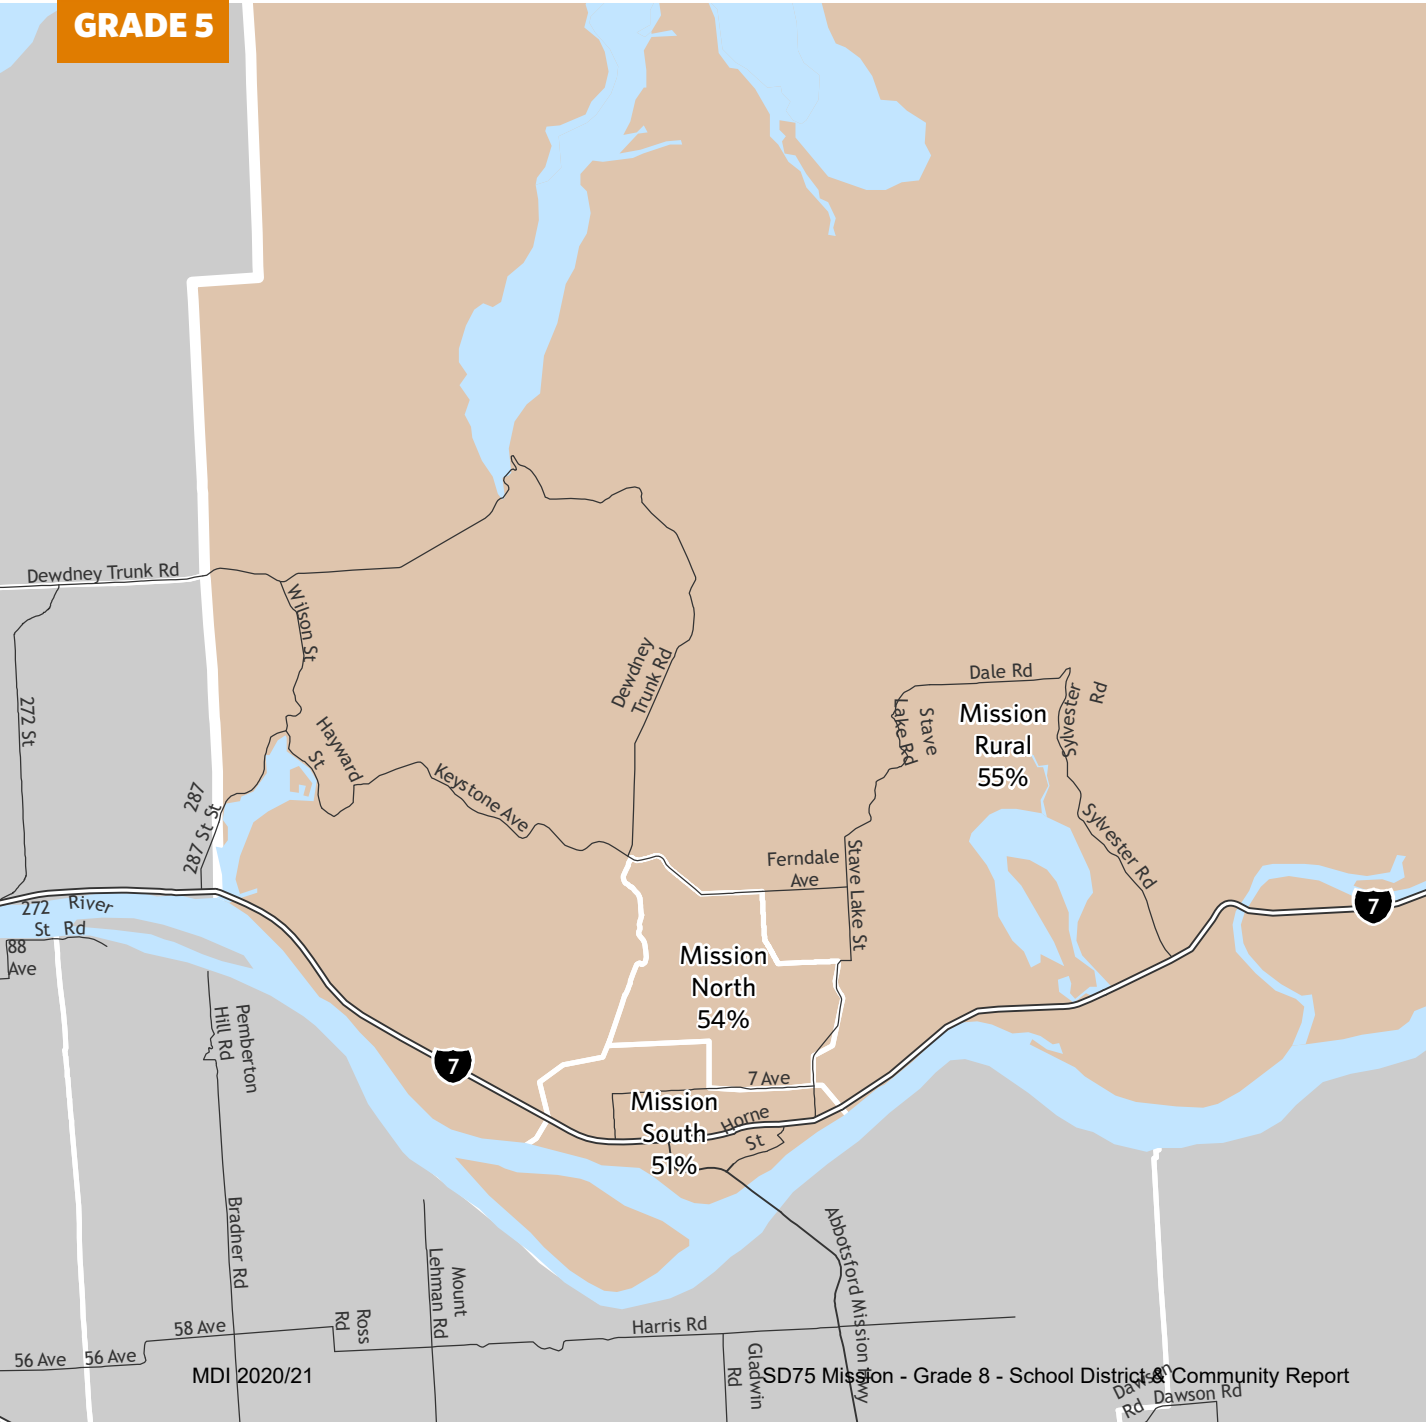 GRADE 5
Dewdney Trunk Rd
Wilson St
272 St
Dewdney
Trunk Rd
Dale Rd
Stave
Lake Rd
Sylvester
Rd
Mission
Rural
55%
Hayward
St
Keystone Ave
287
287 St St
Sylvester Rd
Ferndale
Ave
Stave Lake St
7
272
St
River
Rd
88
Ave
Mission
North
54%
Pemberton
Hill Rd
7
7 Ave
Mission
South
51%
Horne
St
Bradner Rd
Mount
Lehman Rd
Abbotsford Mission Hwy
Ross
Rd
58 Ave
Harris Rd
56 Ave
56 Ave
Gladwin
Rd
MDI 2020/21
SD75 Mission - Grade 8 - School District & Community Report
Dawson
Rd
Dawson Rd